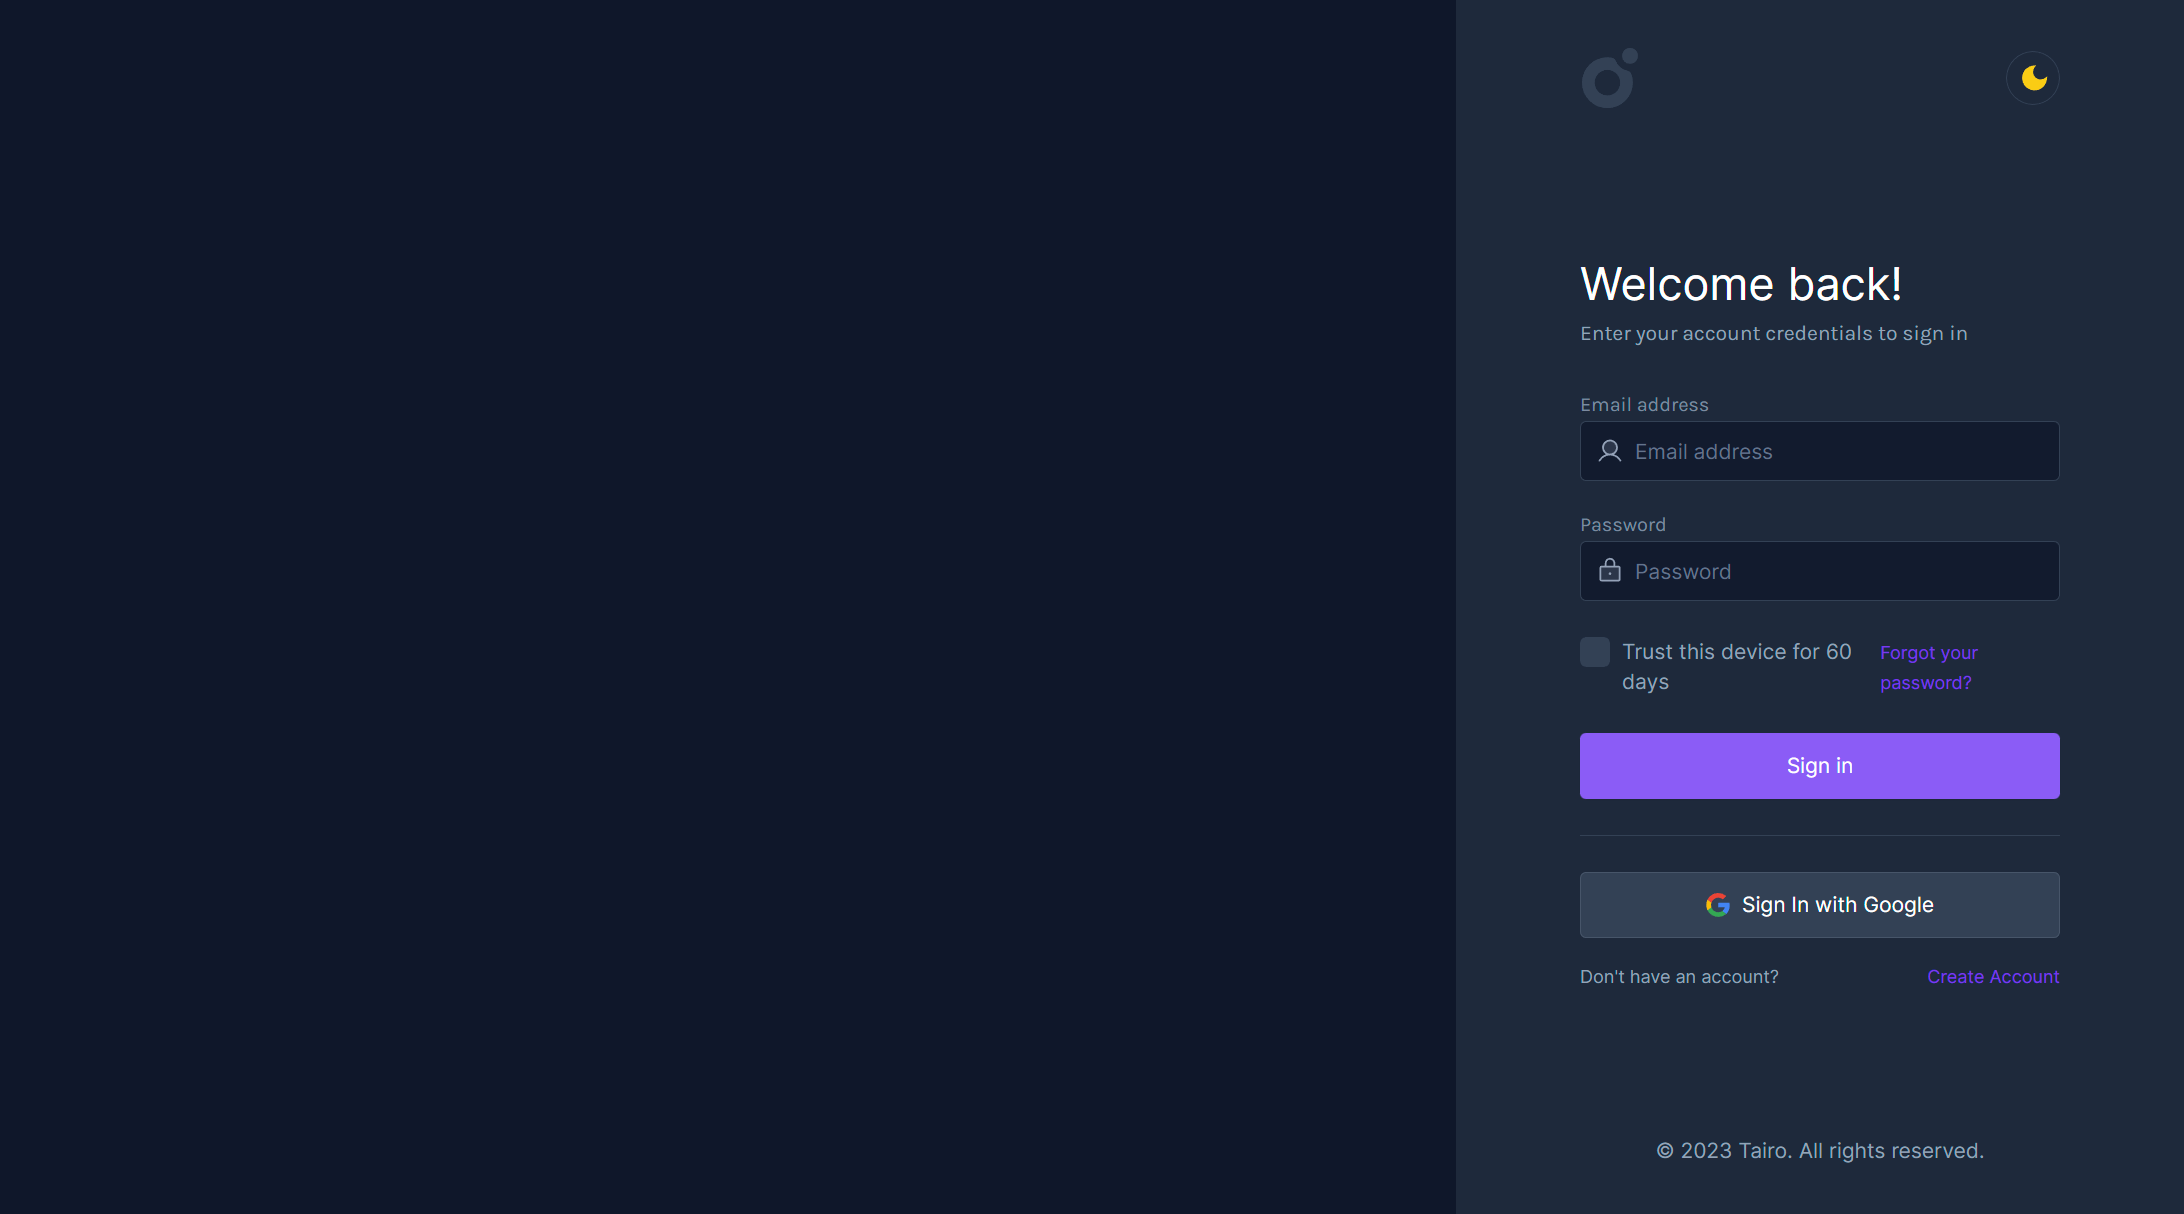 Welcome back!
Enter your account credentials to sign in
Email address
Email address
Password
Password
Trust this device for 60
days
Forgot your
password?
Sign in
Sign In with Google
Don't have an account?
Create Account
© 2023 Tairo. All rights reserved.